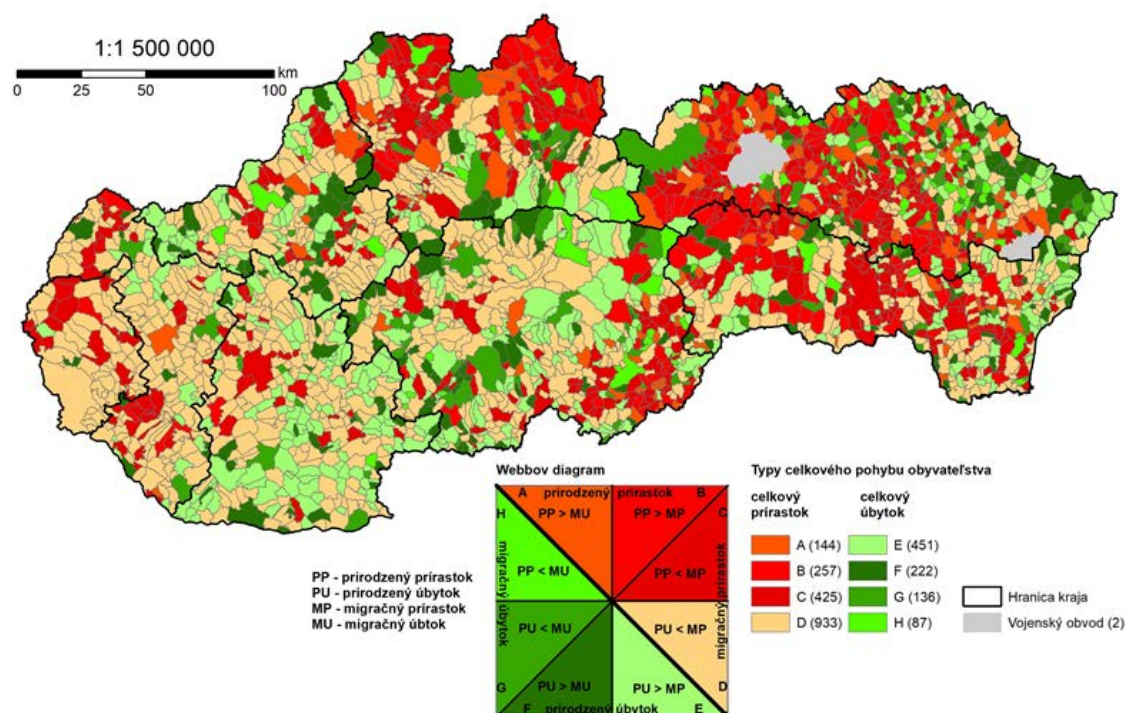 1:1 500 000
km
0 25 50 100
Webbov diagram
A prirodzený prírastok B
H PP > MU PP > MP C
migračný úbytok PP < MU PP < MP migračný prírastok
PU < MU PU < MP
G PU > MU PU > MP D
F prirodzený úbytok E
PP - prirodzený prírastok
PU - prirodzený úbytok
MP - migračný prírastok
MU - migračný úbtok
Typy celkového pohybu obyvateľstva
celkový prírastok
celkový úbytok
A (144) E (451)
B (257) F (222)
C (425) G (136)
D (933) H (87)
Hranica kraja
Vojenský obvod (2)